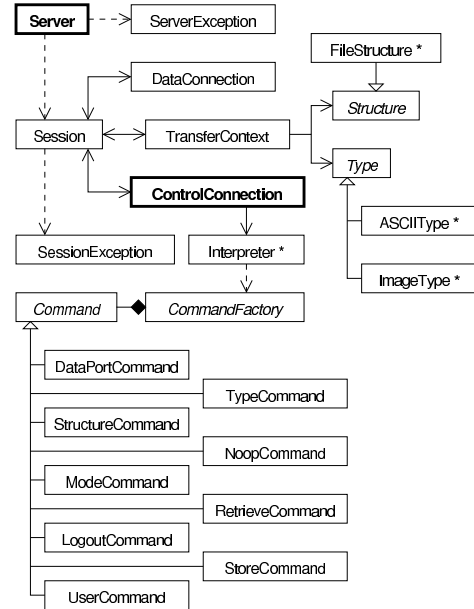 Server
ServerException
FileStructure *
DataConnection
Structure
Session
TransferContext
Type
ControlConnection
ASCIIType *
SessionException
Interpreter *
ImageType *
Command
CommandFactory
DataPortCommand
TypeCommand
StructureCommand
NoopCommand
ModeCommand
RetrieveCommand
LogoutCommand
StoreCommand
UserCommand